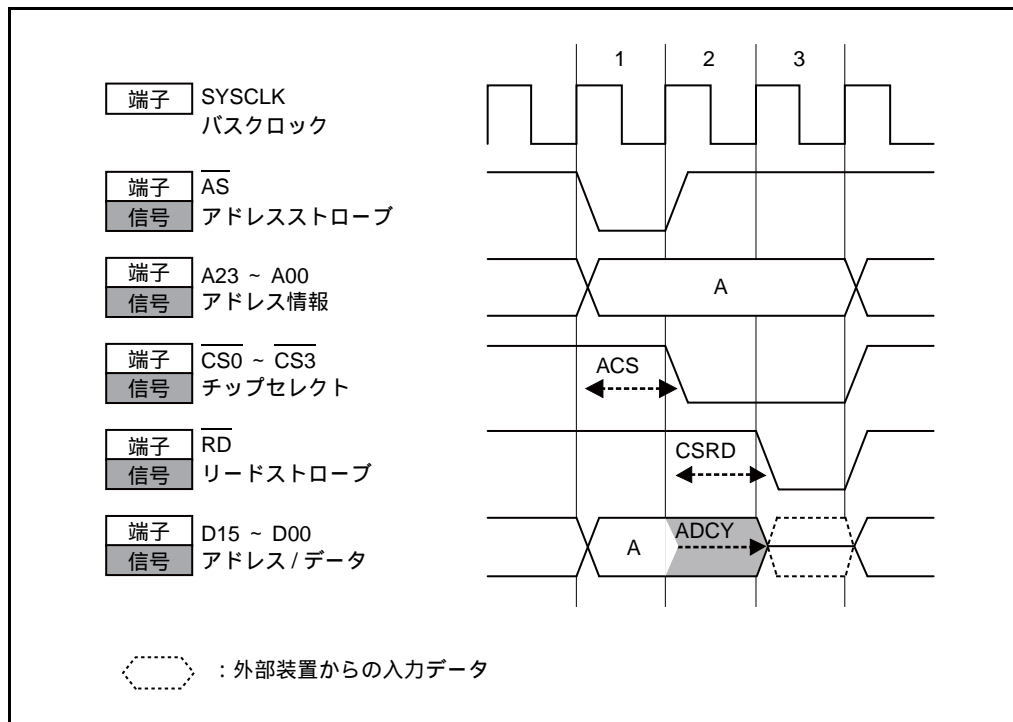 1 2 3
端子 SYSCLK
バスクロック
端子 AS
信号 アドレスストローブ
端子 A23 ~ A00
信号 アドレス情報
A
端子 CS0 ~ CS3
信号 チップセレクト
ACS
端子 RD
信号 リードストローブ
CSRD
端子 D15 ~ D00
信号 アドレス / データ
A ADCY
：外部装置からの入力データ